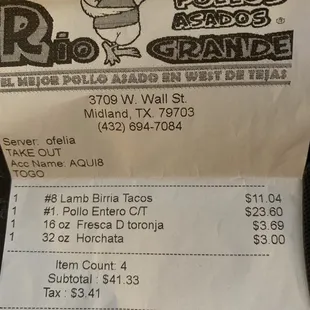 POLLOS
ASADOS ®
Río GRANDE
EL MEJOR POLLO ASADO EN WEST DE TEJAS
3709 W. Wall St.
Midland, TX. 79703
(432) 694-7084
Server: ofelia
TAKE OUT
Acc Name: AQUI8
TOGO
1 #8 Lamb Birria Tacos $11.04
1 #1. Pollo Entero C/T $23.60
1 16 oz Fresca D toronja $3.69
1 32 oz Horchata $3.00
Item Count: 4
Subtotal : $41.33
Tax : $3.41